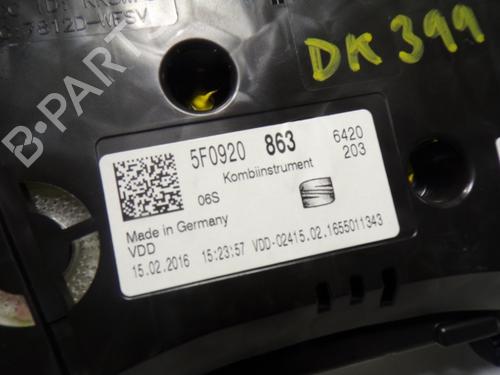 DK 399
5F0920 863 6420
203
Kombiinstrument
06S
Made in Germany
VDD
15.02.2016 15:23:57 VDD-02415.02.1655011343
B-PARTS